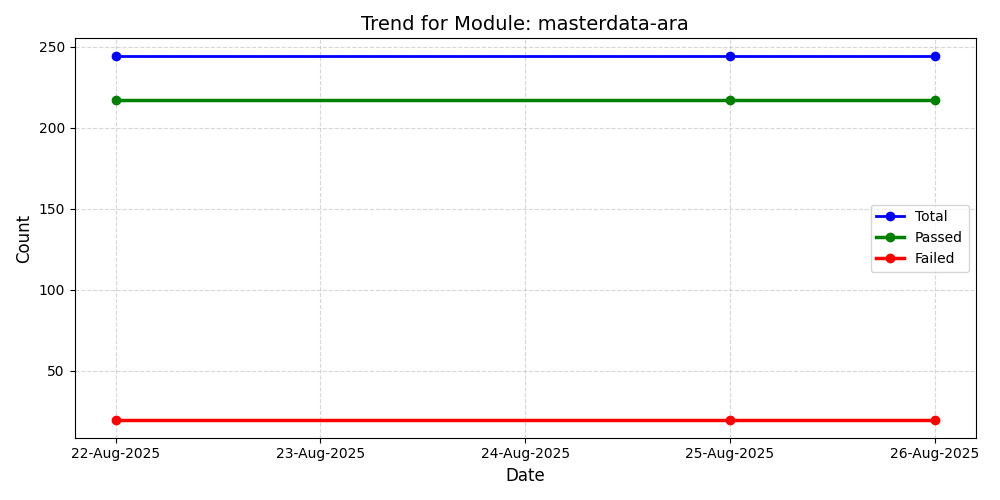 Trend for Module: masterdata-ara
250
200
150
100
50
Count
Total
Passed
Failed
22-Aug-2025 23-Aug-2025 24-Aug-2025 25-Aug-2025 26-Aug-2025
Date